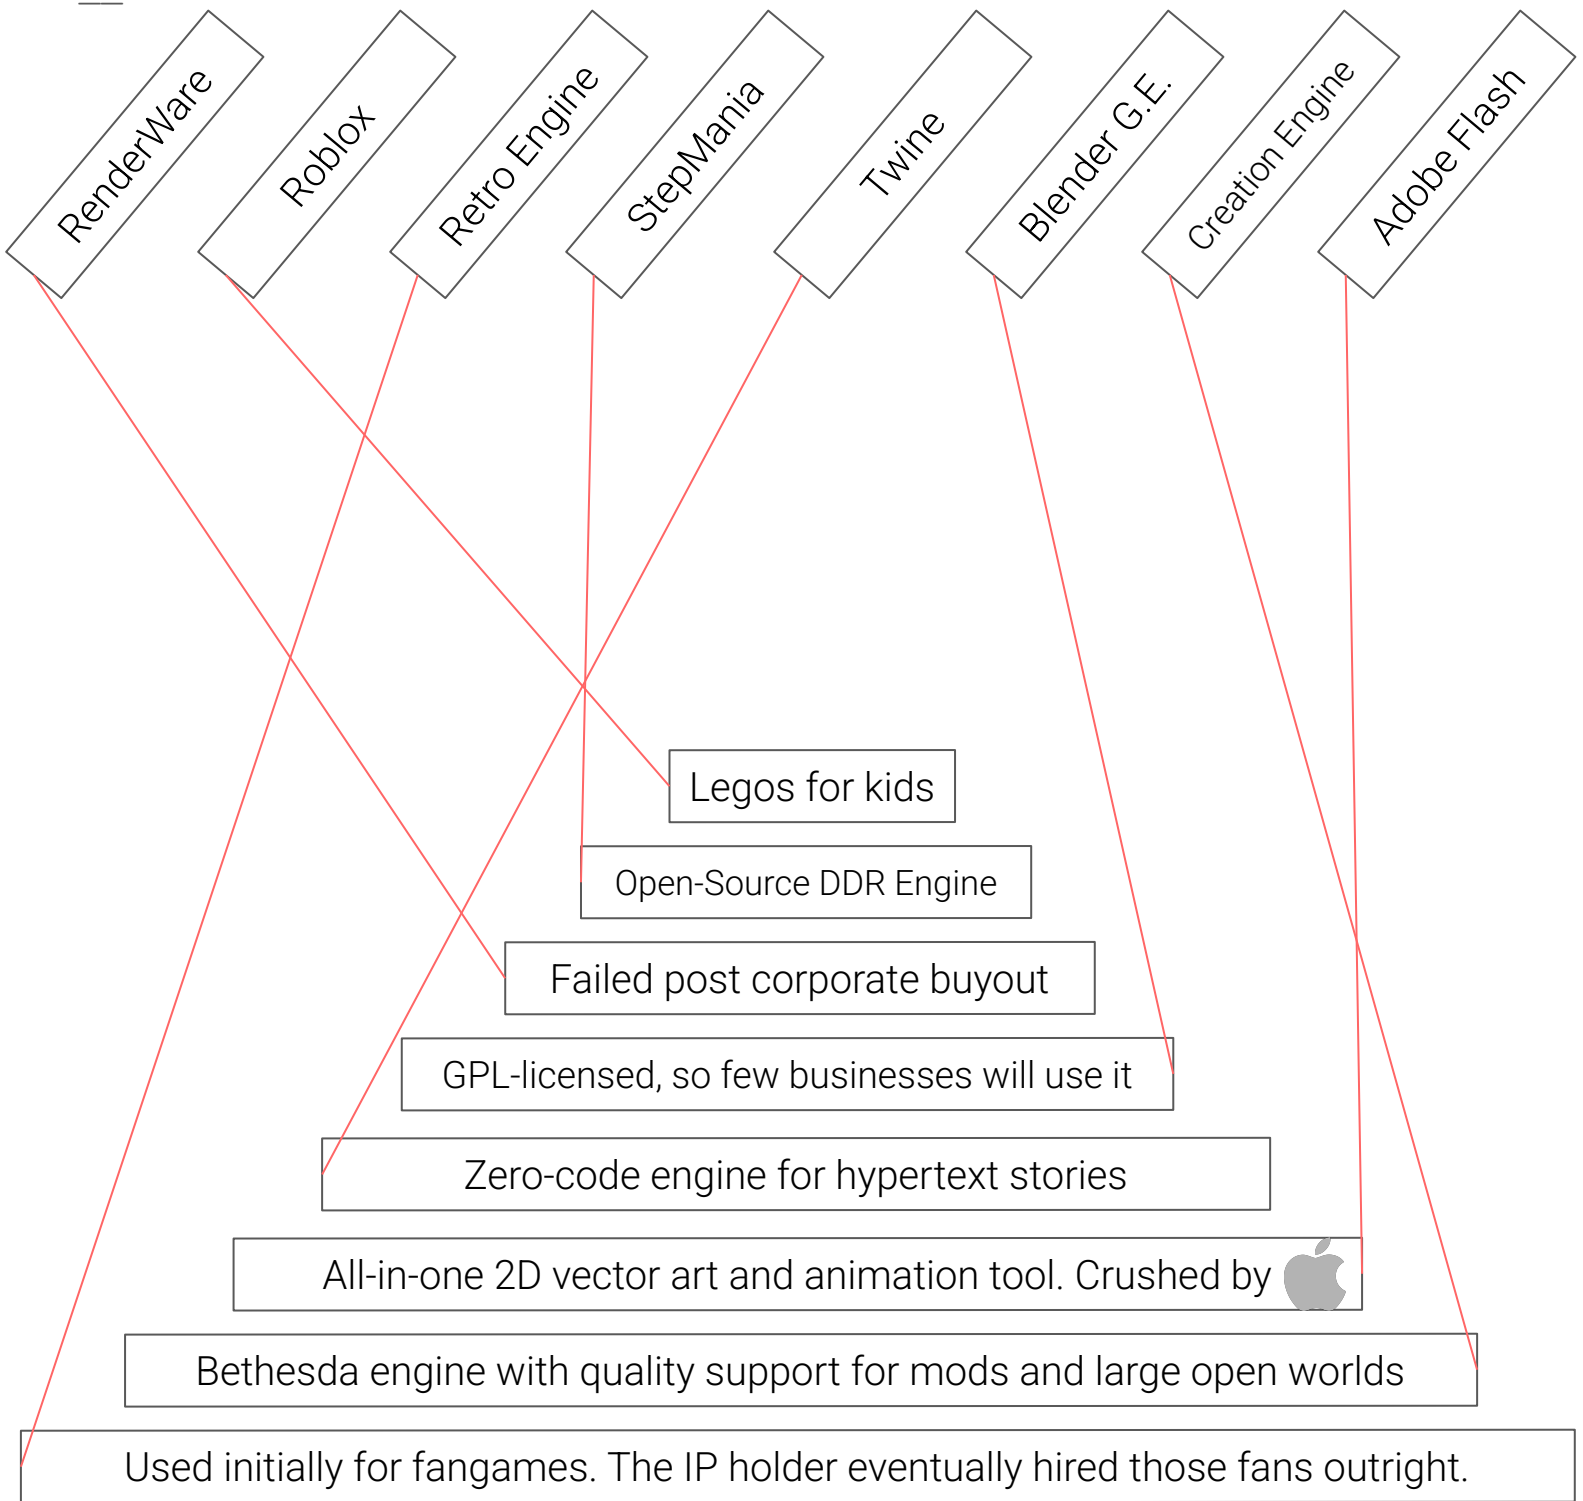 RenderWare
Roblox
Retro Engine
StepMania
Twine
Blender G.E.
Creation Engine
Adobe Flash
Legos for kids
Open-Source DDR Engine
Failed post corporate buyout
GPL-licensed, so few businesses will use it
Zero-code engine for hypertext stories
All-in-one 2D vector art and animation tool. Crushed by
Bethesda engine with quality support for mods and large open worlds
Used initially for fangames. The IP holder eventually hired those fans outright.